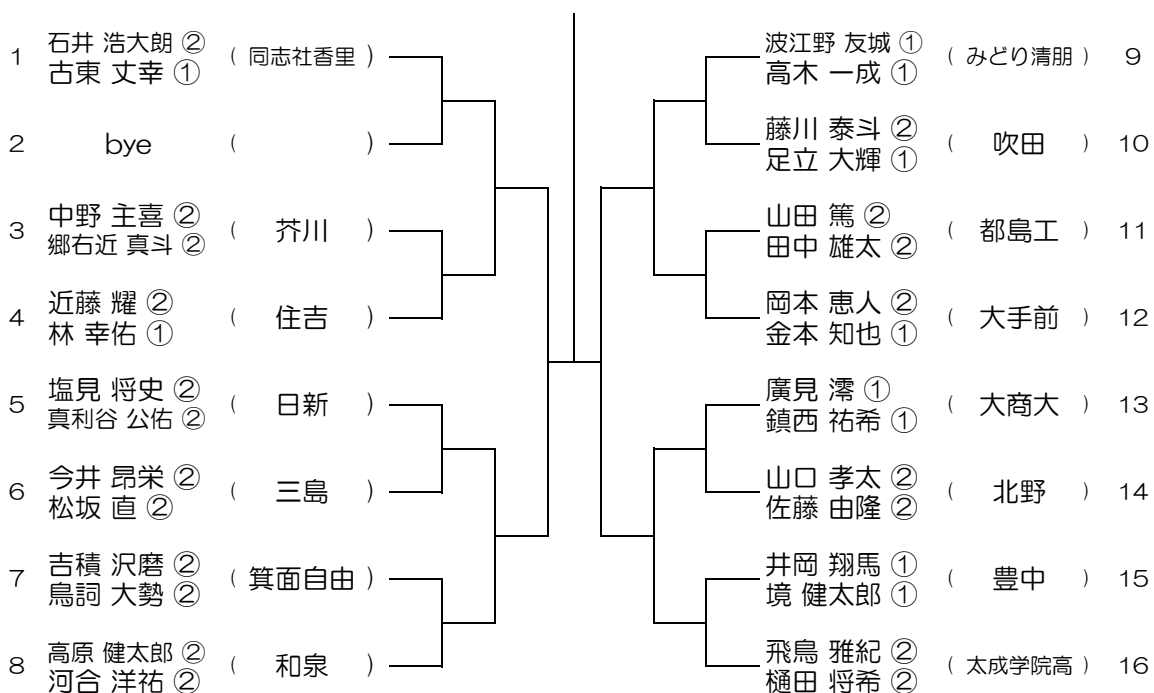 1 石井 浩大朗 ② ( 同志社香里 )
古東 丈幸 ①
2 bye ( )
3 中野 主喜 ② ( 芥川 )
郷右近 真斗 ②
4 近藤 耀 ② ( 住吉 )
林 幸佑 ①
5 塩見 将史 ② ( 日新 )
真利谷 公佑 ②
6 今井 昂栄 ② ( 三島 )
松坂 直 ②
7 吉積 沢磨 ② ( 箕面自由 )
鳥詞 大勢 ②
8 高原 健太郎 ② ( 和泉 )
河合 洋祐 ②
波江野 友城 ① ( みどり清朋 ) 9
高木 一成 ①
藤川 泰斗 ② ( 吹田 ) 10
足立 大輝 ①
山田 篤 ② ( 都島工 ) 11
田中 雄太 ②
岡本 恵人 ② ( 大手前 ) 12
金本 知也 ①
廣見 澪 ① ( 大商大 ) 13
鎮西 祐希 ①
山口 孝太 ② ( 北野 ) 14
佐藤 由隆 ②
井岡 翔馬 ① ( 豊中 ) 15
境 健太郎 ①
飛鳥 雅紀 ② ( 太成学院高 ) 16
樋田 将希 ②